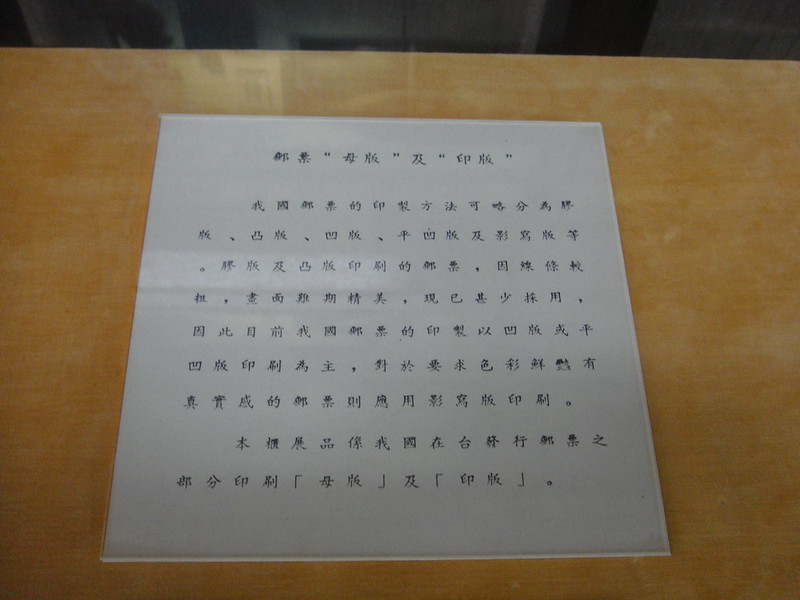 郵票“母版”及“印版”
我國郵票的印製方法可略分為膠
版、凸版、凹版、平凹版及影寫版等
。膠版及凸版印刷的郵票，因線條較
粗，畫面難期精美，現已甚少採用，
因此目前我國郵票的印製以凹版或平
凹版印刷為主，對於要求色彩鮮艷有
真實感的郵票則應用影寫版印刷。
本櫃展品係我國在台發行郵票之
部分印刷「母版」及「印版」。